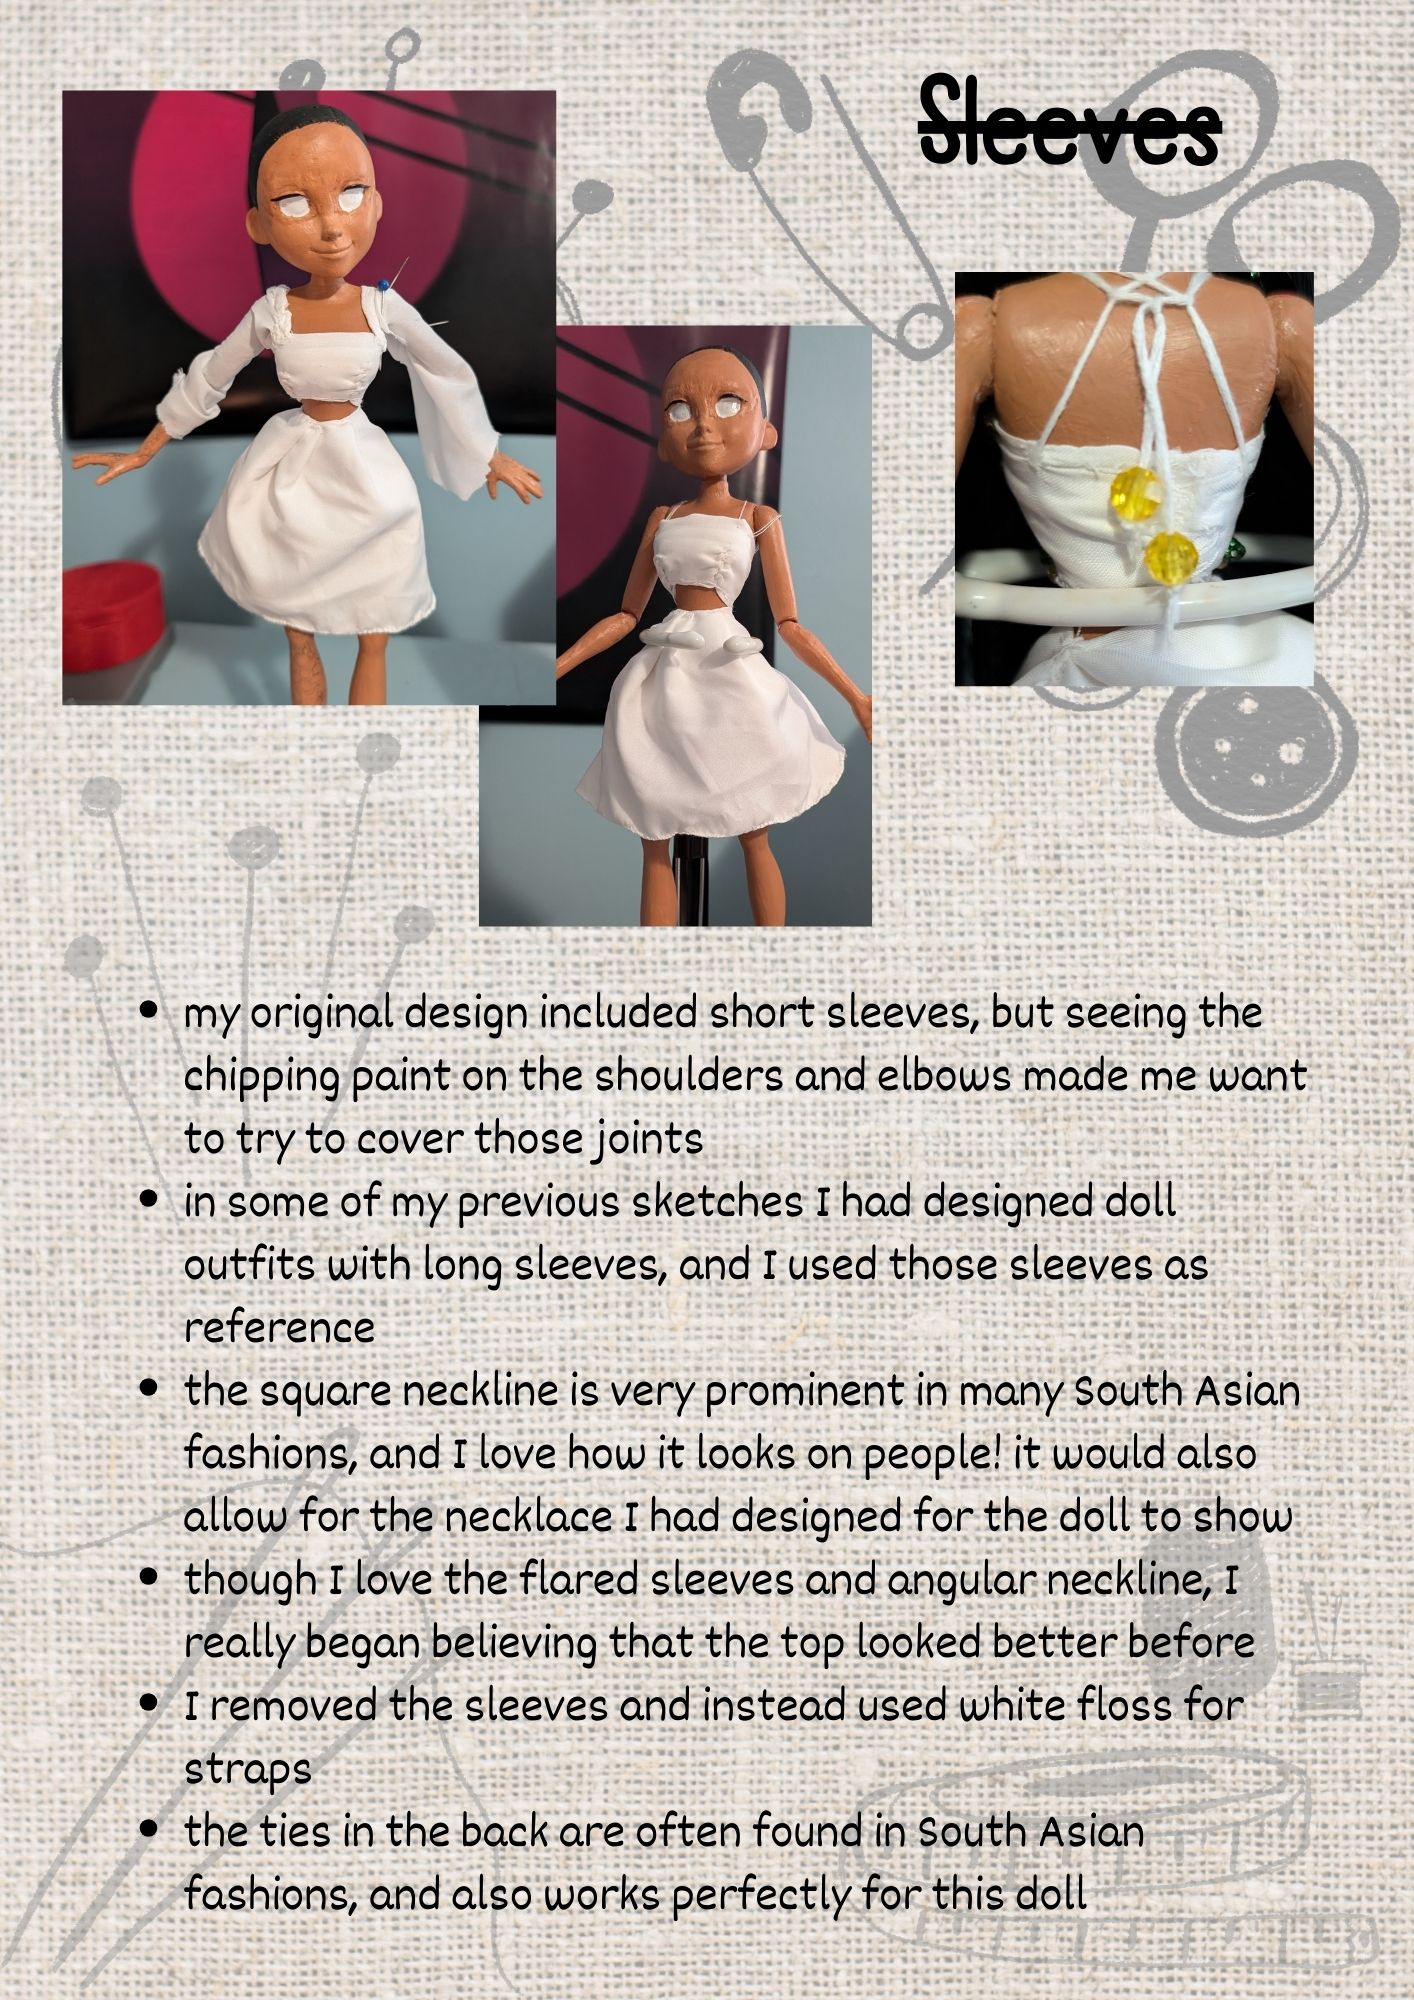 Sleeves
my original design included short sleeves, but seeing the
chipping paint on the shoulders and elbows made me want
to try to cover those joints
in some of my previous sketches I had designed doll
outfits with long sleeves, and I used those sleeves as
reference
the square neckline is very prominent in many South Asian
fashions, and I love how it looks on people! it would also
allow for the necklace I had designed for the doll to show
though I love the flared sleeves and angular neckline, I
really began believing that the top looked better before
I removed the sleeves and instead used white floss for
straps
the ties in the back are often found in South Asian
fashions, and also works perfectly for this doll